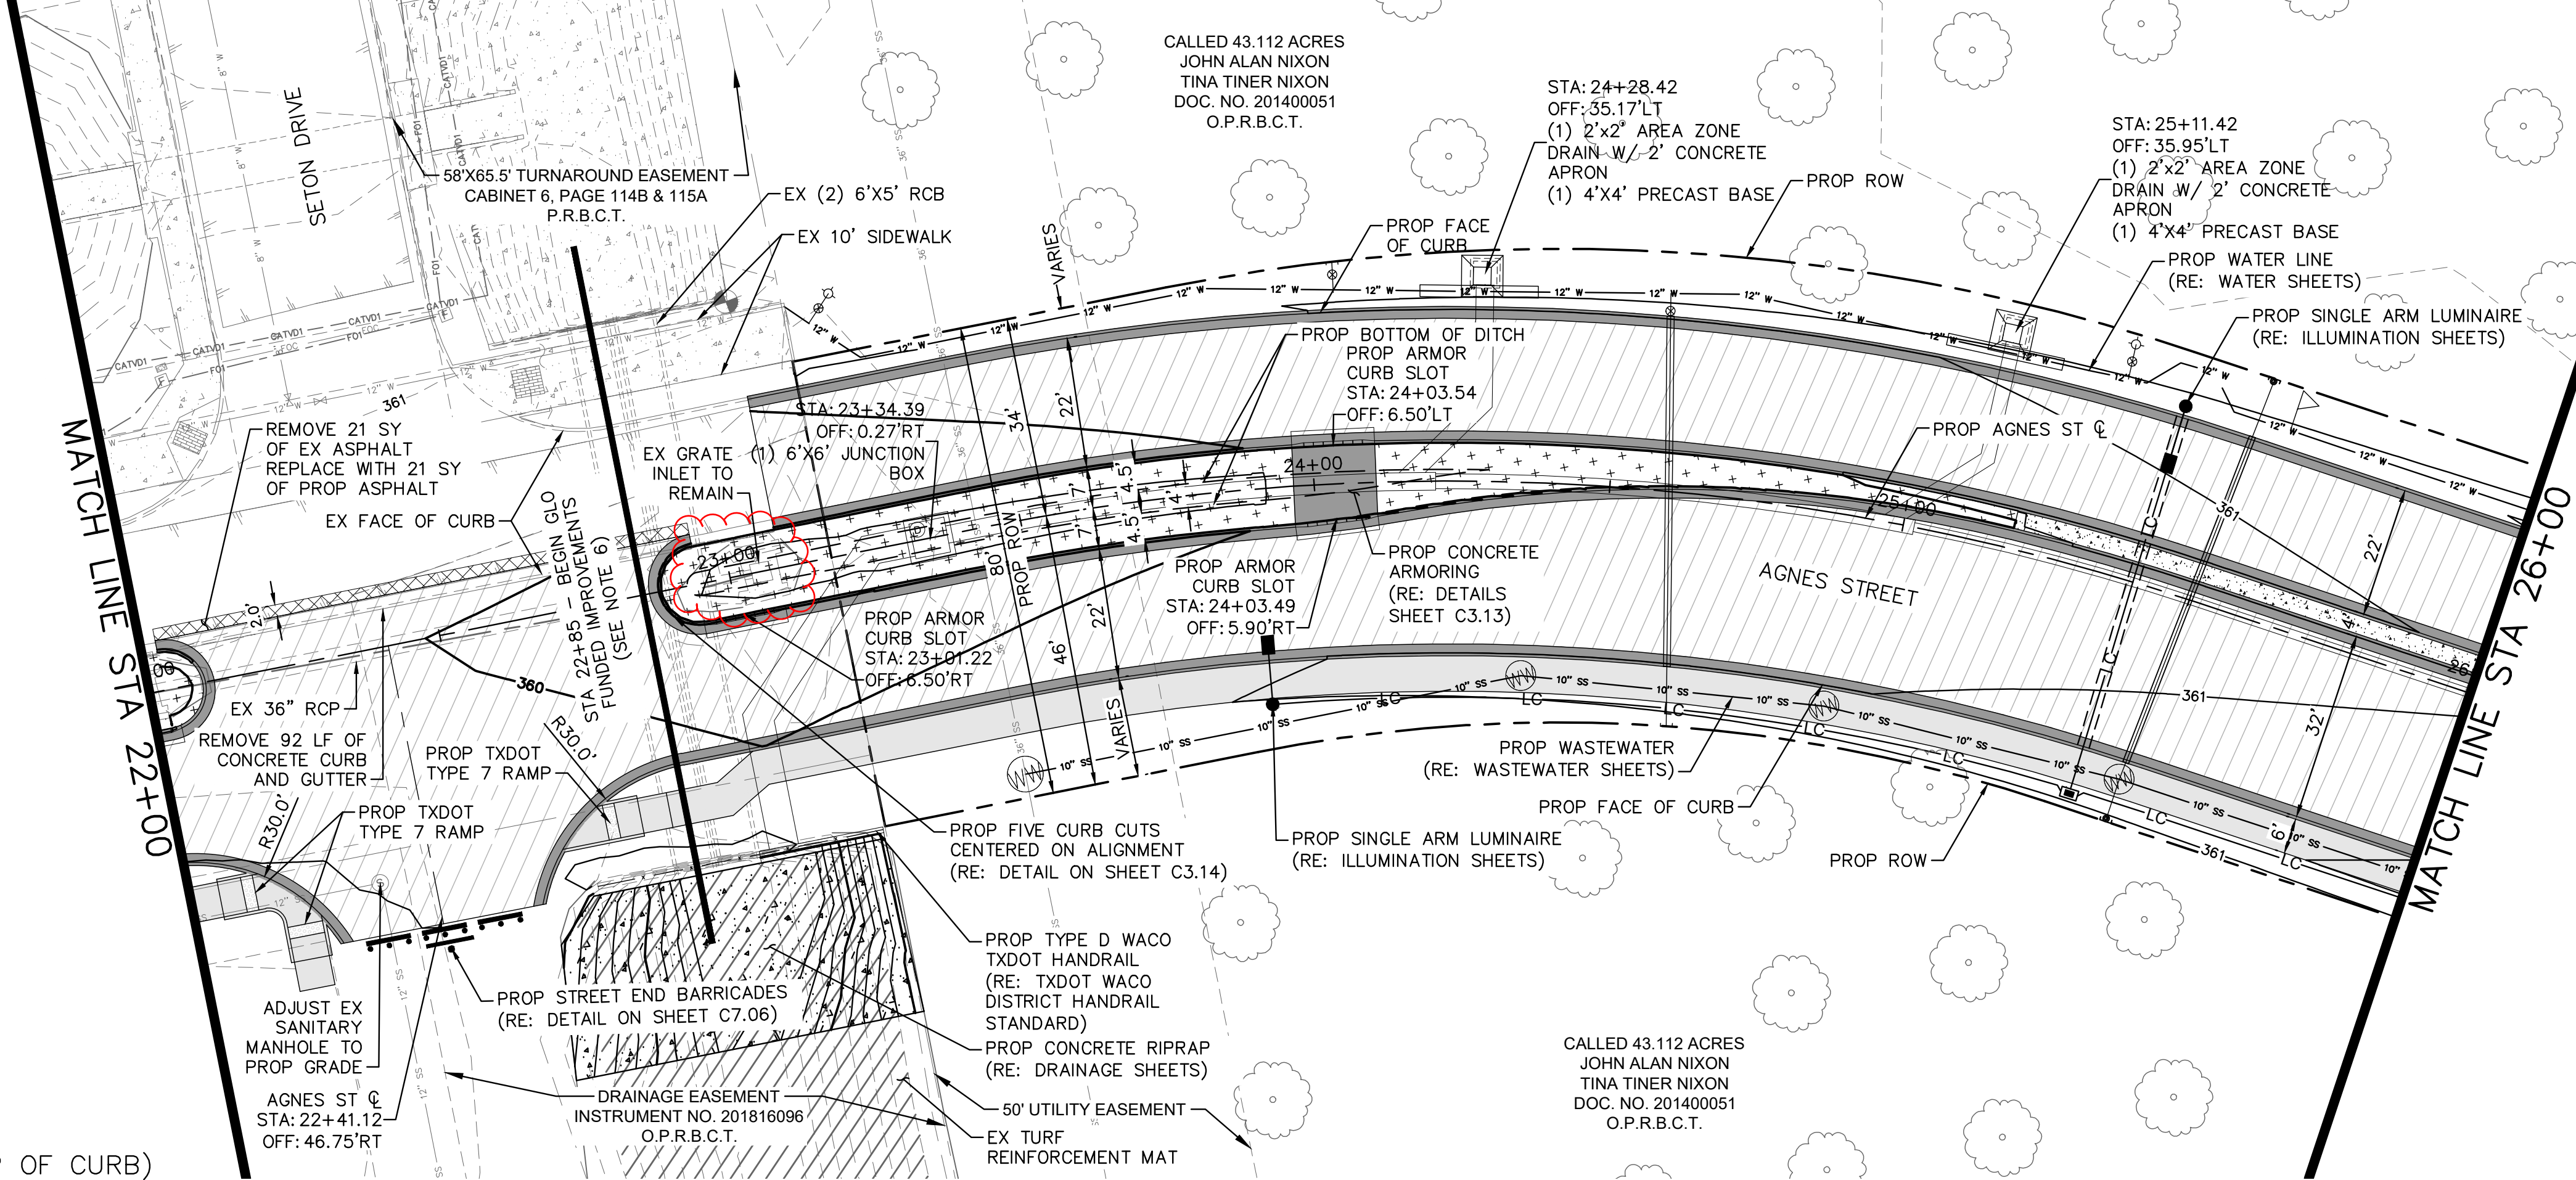 CALLED 43.112 ACRES
JOHN ALAN NIXON
TINA TINER NIXON
DOC. NO. 201400051
O.P.R.B.C.T.
STA: 24+28.42
OFF: 35.17'LT
(1) 2'x2' AREA ZONE
DRAIN W/ 2' CONCRETE
APRON
(1) 4'X4' PRECAST BASE
STA: 25+11.42
OFF: 35.95'LT
(1) 2'x2' AREA ZONE
DRAIN W/ 2' CONCRETE
APRON
(1) 4'X4' PRECAST BASE
SETON DRIVE
58'X65.5' TURNAROUND EASEMENT
CABINET 6, PAGE 114B & 115A
P.R.B.C.T.
EX (2) 6'X5' RCB
EX 10' SIDEWALK
VARIES
PROP FACE
OF CURB
PROP ROW
PROP WATER LINE
(RE: WATER SHEETS)
PROP SINGLE ARM LUMINAIRE
(RE: ILLUMINATION SHEETS)
PROP BOTTOM OF DITCH
PROP ARMOR
CURB SLOT
STA: 24+03.54
OFF: 6.50'LT
PROP AGNES ST ℄
MATCH LINE STA 22+00
361
REMOVE 21 SY
OF EX ASPHALT
REPLACE WITH 21 SY
OF PROP ASPHALT
EX FACE OF CURB
STA: 23+34.39
OFF: 0.27'RT
(1) 6'X6' JUNCTION
BOX
EX GRATE
INLET TO
REMAIN
34'
22'
7'
7'
4.5'
4.5'
4'
80'
PROP ROW
22'
46'
VARIES
23+00
24+00
25+00
361
22'
4'
32'
6'
MATCH LINE STA 26+00
STA 22+85 - BEGIN GLO
FUNDED IMPROVEMENTS
(SEE NOTE 6)
2.0'
PROP ARMOR
CURB SLOT
STA: 23+01.22
OFF: 6.50'RT
PROP ARMOR
CURB SLOT
STA: 24+03.49
OFF: 5.90'RT
PROP CONCRETE
ARMORING
(RE: DETAILS
SHEET C3.13)
AGNES STREET
360
EX 36" RCP
REMOVE 92 LF OF
CONCRETE CURB
AND GUTTER
R30.0'
PROP TXDOT
TYPE 7 RAMP
R30.0'
PROP TXDOT
TYPE 7 RAMP
361
PROP WASTEWATER
(RE: WASTEWATER SHEETS)
PROP FACE OF CURB
PROP FIVE CURB CUTS
CENTERED ON ALIGNMENT
(RE: DETAIL ON SHEET C3.14)
PROP SINGLE ARM LUMINAIRE
(RE: ILLUMINATION SHEETS)
PROP ROW
361
PROP TYPE D WACO
TXDOT HANDRAIL
(RE: TXDOT WACO
DISTRICT HANDRAIL
STANDARD)
PROP STREET END BARRICADES
(RE: DETAIL ON SHEET C7.06)
ADJUST EX
SANITARY
MANHOLE TO
PROP GRADE
PROP CONCRETE RIPRAP
(RE: DRAINAGE SHEETS)
AGNES ST ℄
STA: 22+41.12
OFF: 46.75'RT
DRAINAGE EASEMENT
INSTRUMENT NO. 201816096
O.P.R.B.C.T.
50' UTILITY EASEMENT
EX TURF
REINFORCEMENT MAT
CALLED 43.112 ACRES
JOHN ALAN NIXON
TINA TINER NIXON
DOC. NO. 201400051
O.P.R.B.C.T.
OF CURB)